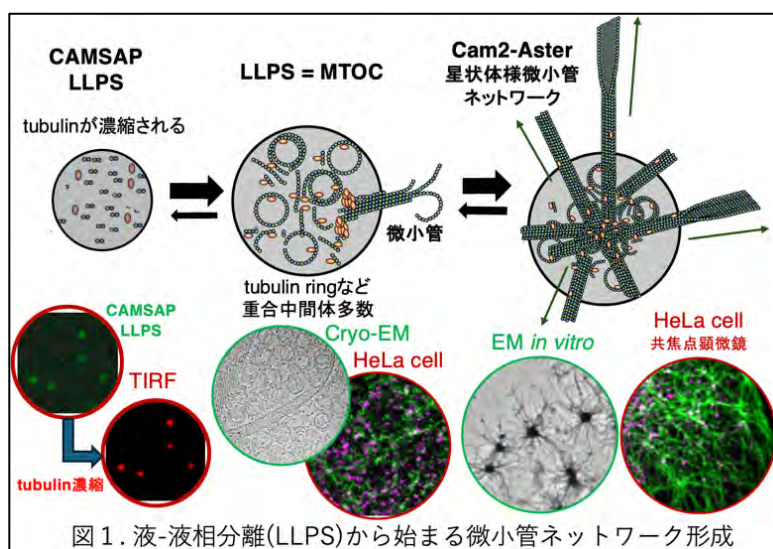 CAMSAP
LLPS
tubulinが濃縮される
LLPS = MTOC
Cam2-Aster
星状体様微小管
ネットワーク
微小管
tubulin ringなど
重合中間体多数
CAMSAP
LLPS
TIRF
tubulin濃縮
Cryo-EM
HeLa cell
EM in vitro
HeLa cell
共焦点顕微鏡
図1. 液-液相分離(LLPS)から始まる微小管ネットワーク形成